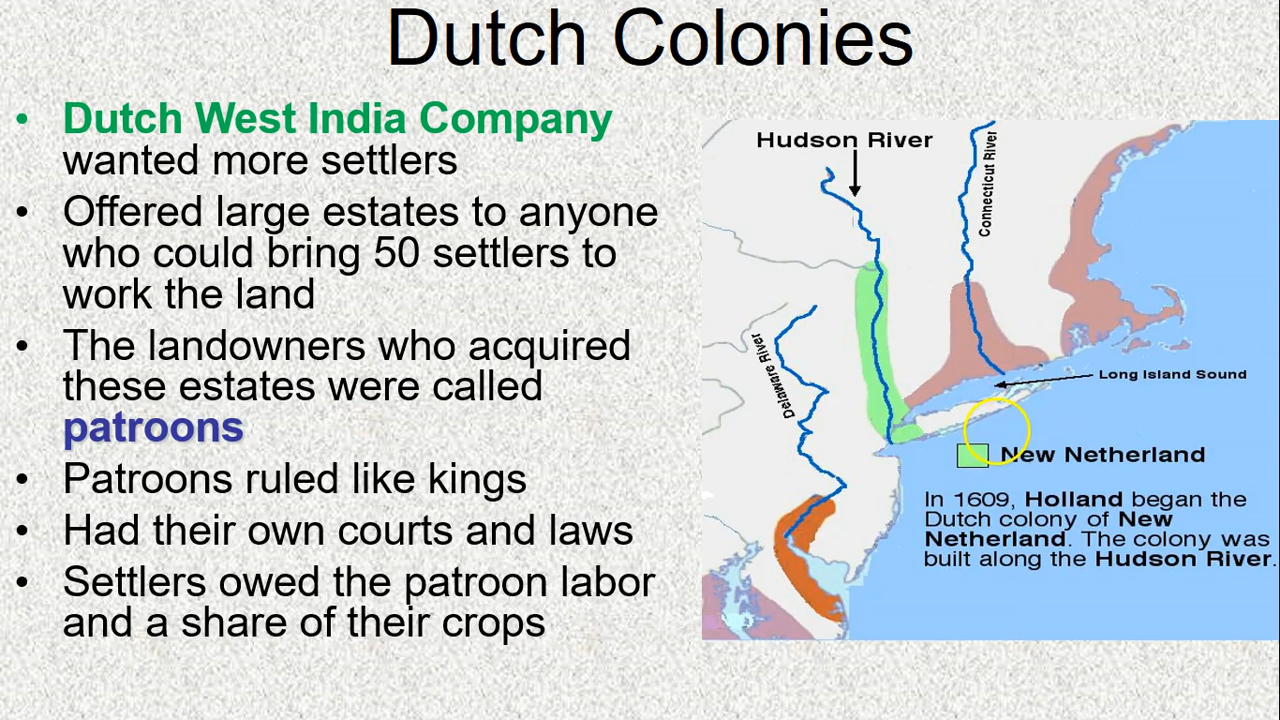 Dutch Colonies
• Dutch West India Company
wanted more settlers
• Offered large estates to anyone
who could bring 50 settlers to
work the land
• The landowners who acquired
these estates were called
patroons
• Patroons ruled like kings
• Had their own courts and laws
• Settlers owed the patroon labor
and a share of their crops
Hudson River
Connecticut River
Delaware River
Long Island Sound
New Netherland
In 1609, Holland began the
Dutch colony of New
Netherland. The colony was
built along the Hudson River.